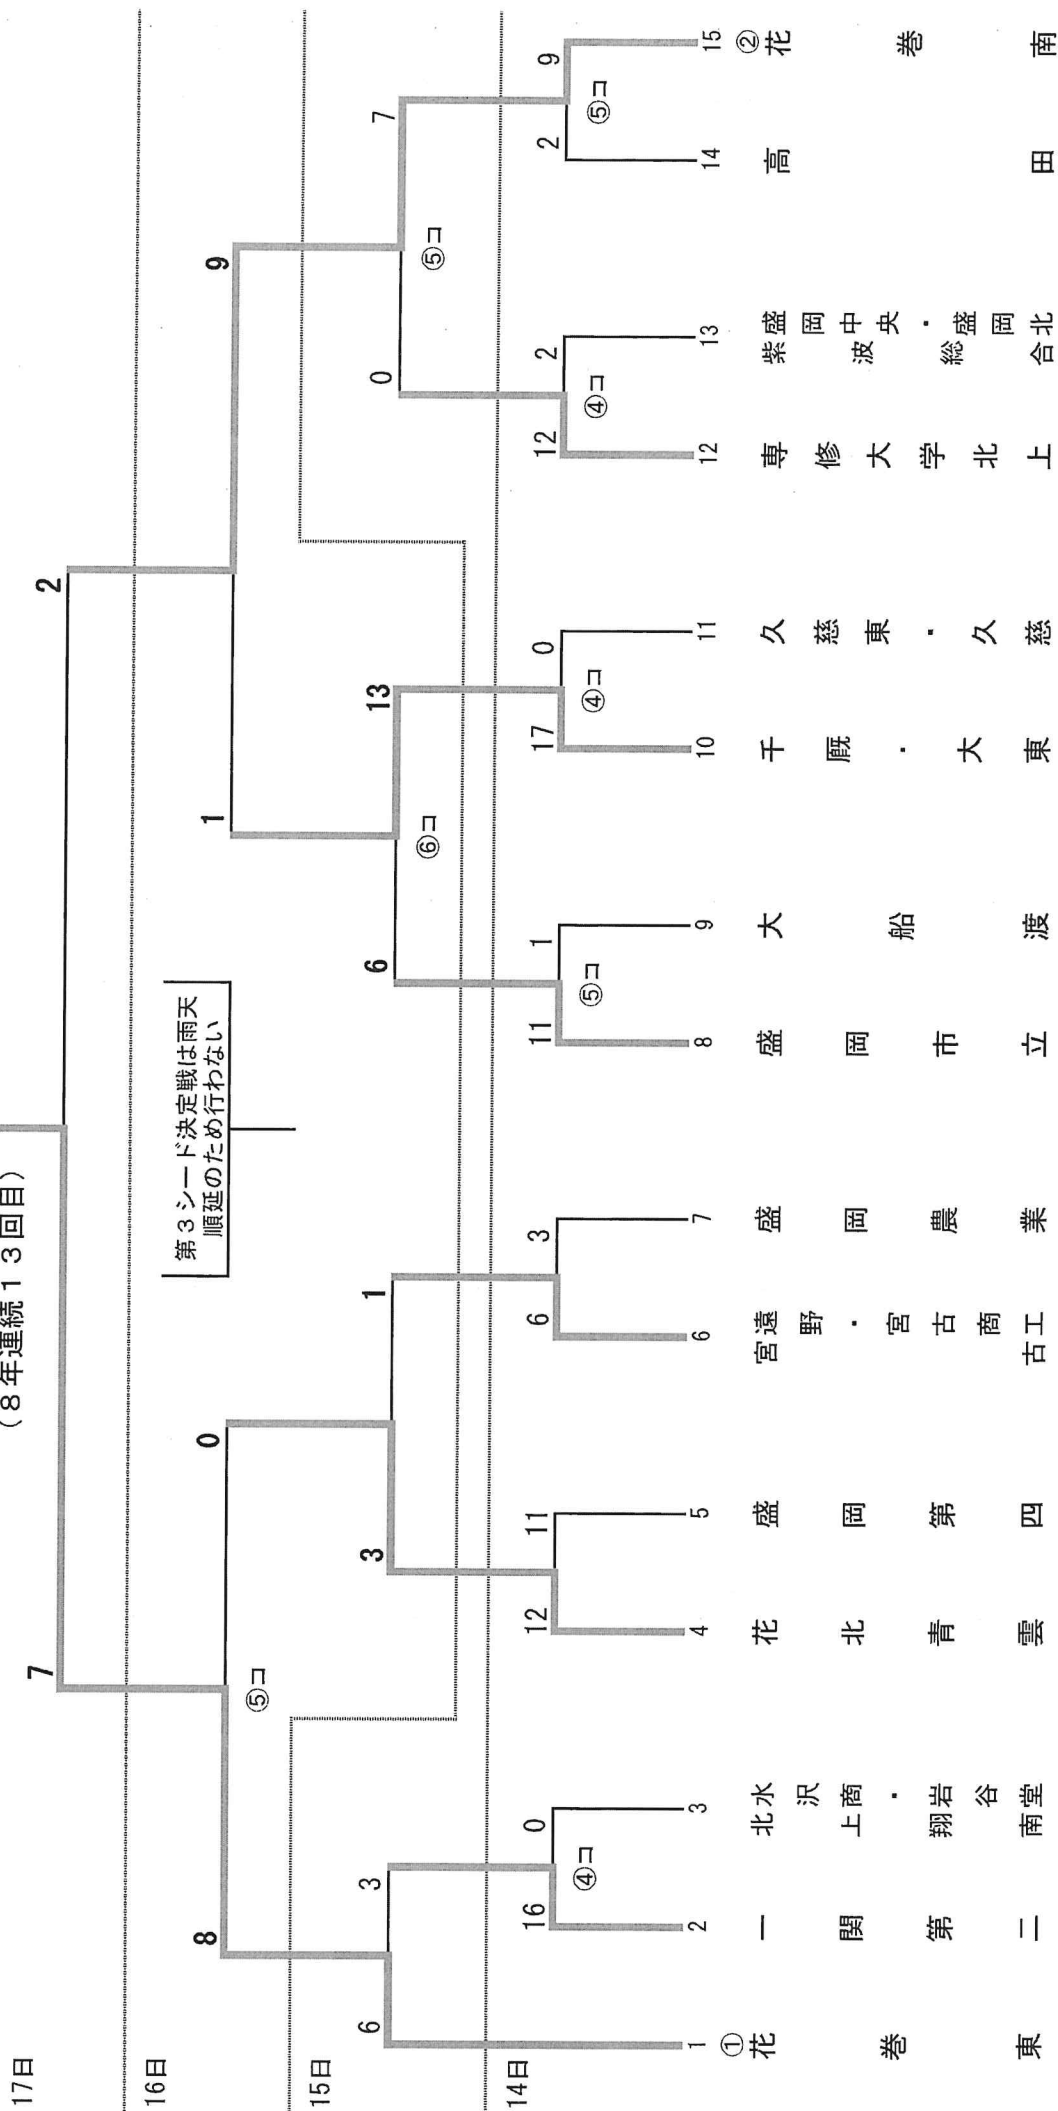 (8年連続13回目)
17日
16日
15日
14日
7
2
第3シード決定戦は雨天
順延のため行わない
8
0
⑤コ
1
9
6
3
3
1
6
13
⑥コ
0
7
⑤コ
16
0
④コ
12
11
6
3
11
1
⑤コ
17
0
④コ
12
2
④コ
2
9
⑤コ
1
2
3
4
5
6
7
8
9
10
11
12
13
14
15
①花巻東
一関第二
水沢商・岩谷堂
北上翔南
花北青雲
盛岡第四
遠野・宮古商工
宮古
盛岡農業
盛岡市立
大船渡
千厩・大東
久慈東・久慈
専修大学北上
盛岡中央・盛岡北
紫波総合
高田
②花巻南